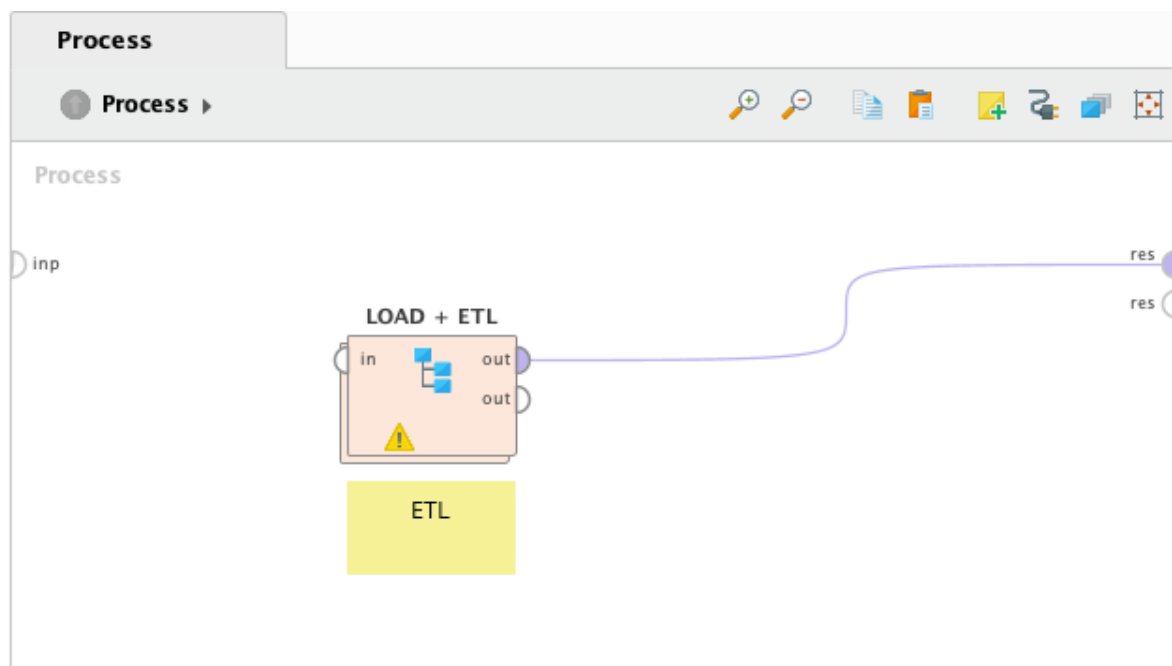 Process
Process
Process
inp
res
res
LOAD + ETL
in
out
out
ETL